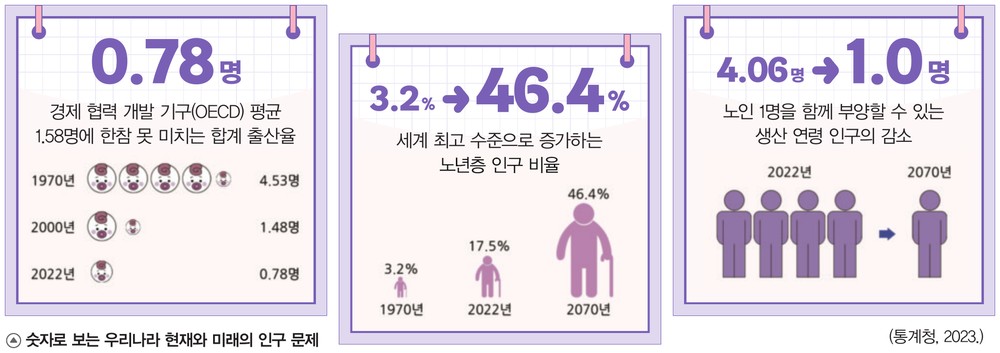 0.78명
경제 협력 개발 기구(OECD) 평균
1.58명에 한참 못 미치는 합계 출산율
1970년 4.53명
2000년 1.48명
2022년 0.78명
3.2% 46.4%
세계 최고 수준으로 증가하는
노년층 인구 비율
3.2% 17.5% 46.4%
1970년 2022년 2070년
4.06명 1.0명
노인 1명을 함께 부양할 수 있는
생산 연령 인구의 감소
2022년 2070년
숫자로 보는 우리나라 현재와 미래의 인구 문제
(통계청, 2023.)